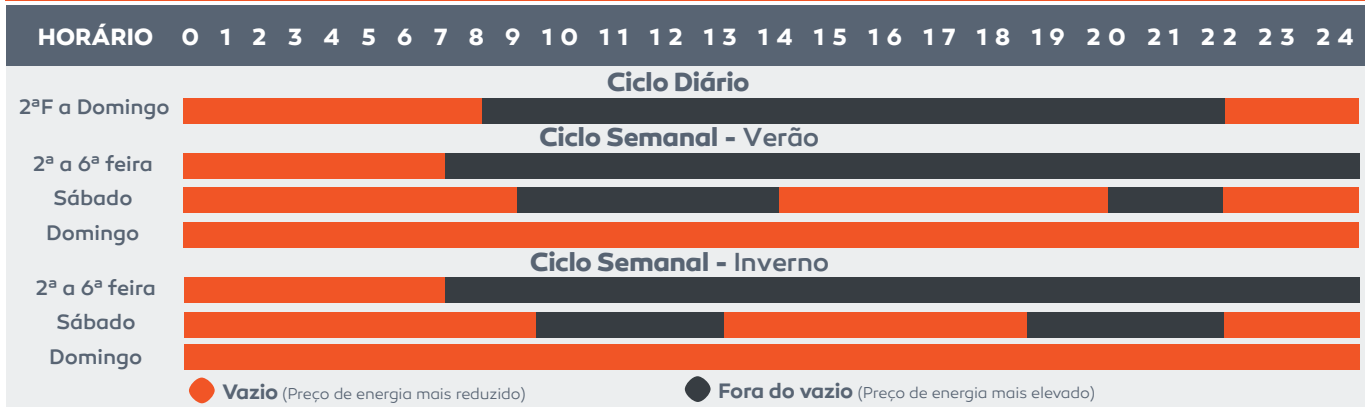 HORÁRIO 0 1 2 3 4 5 6 7 8 9 10 11 12 13 14 15 16 17 18 19 20 21 22 23 24
Ciclo Diário
2ªF a Domingo
Ciclo Semanal - Verão
2ª a 6ª feira
Sábado
Domingo
Ciclo Semanal - Inverno
2ª a 6ª feira
Sábado
Domingo
Vazio (Preço de energia mais reduzido) Fora do vazio (Preço de energia mais elevado)